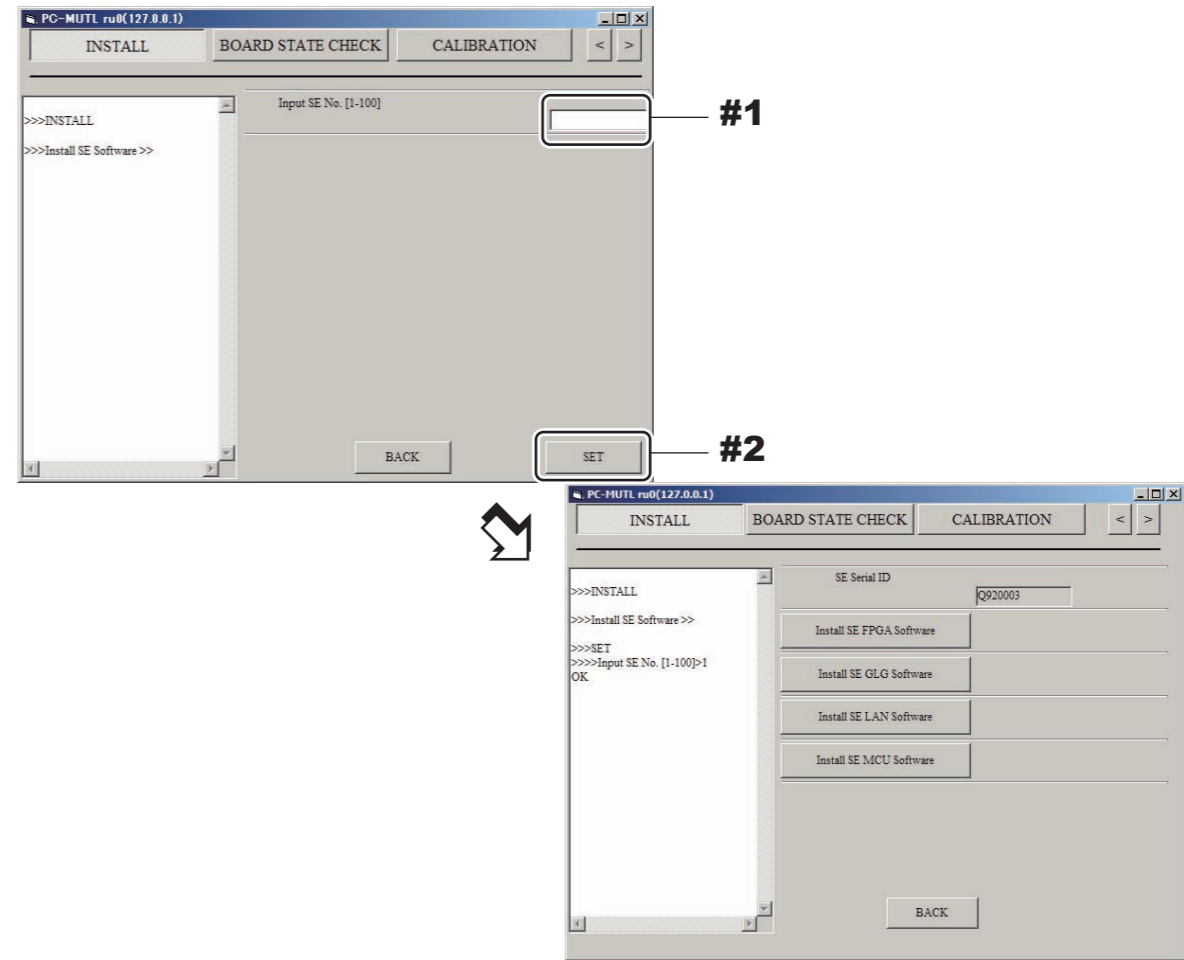 PC-MUTL ru0(127.0.0.1)
INSTALL BOARD STATE CHECK CALIBRATION < >
Input SE No. [1-100]
>>>INSTALL
>>>Install SE Software >>
#1
BACK SET
#2
PC-MUTL ru0(127.0.0.1)
INSTALL BOARD STATE CHECK CALIBRATION < >
SE Serial ID
>>>INSTALL
Q920003
>>>Install SE Software >>
Install SE FPGA Software
>>>SET
>>>>Input SE No. [1-100]>1
OK
Install SE GLG Software
Install SE LAN Software
Install SE MCU Software
BACK